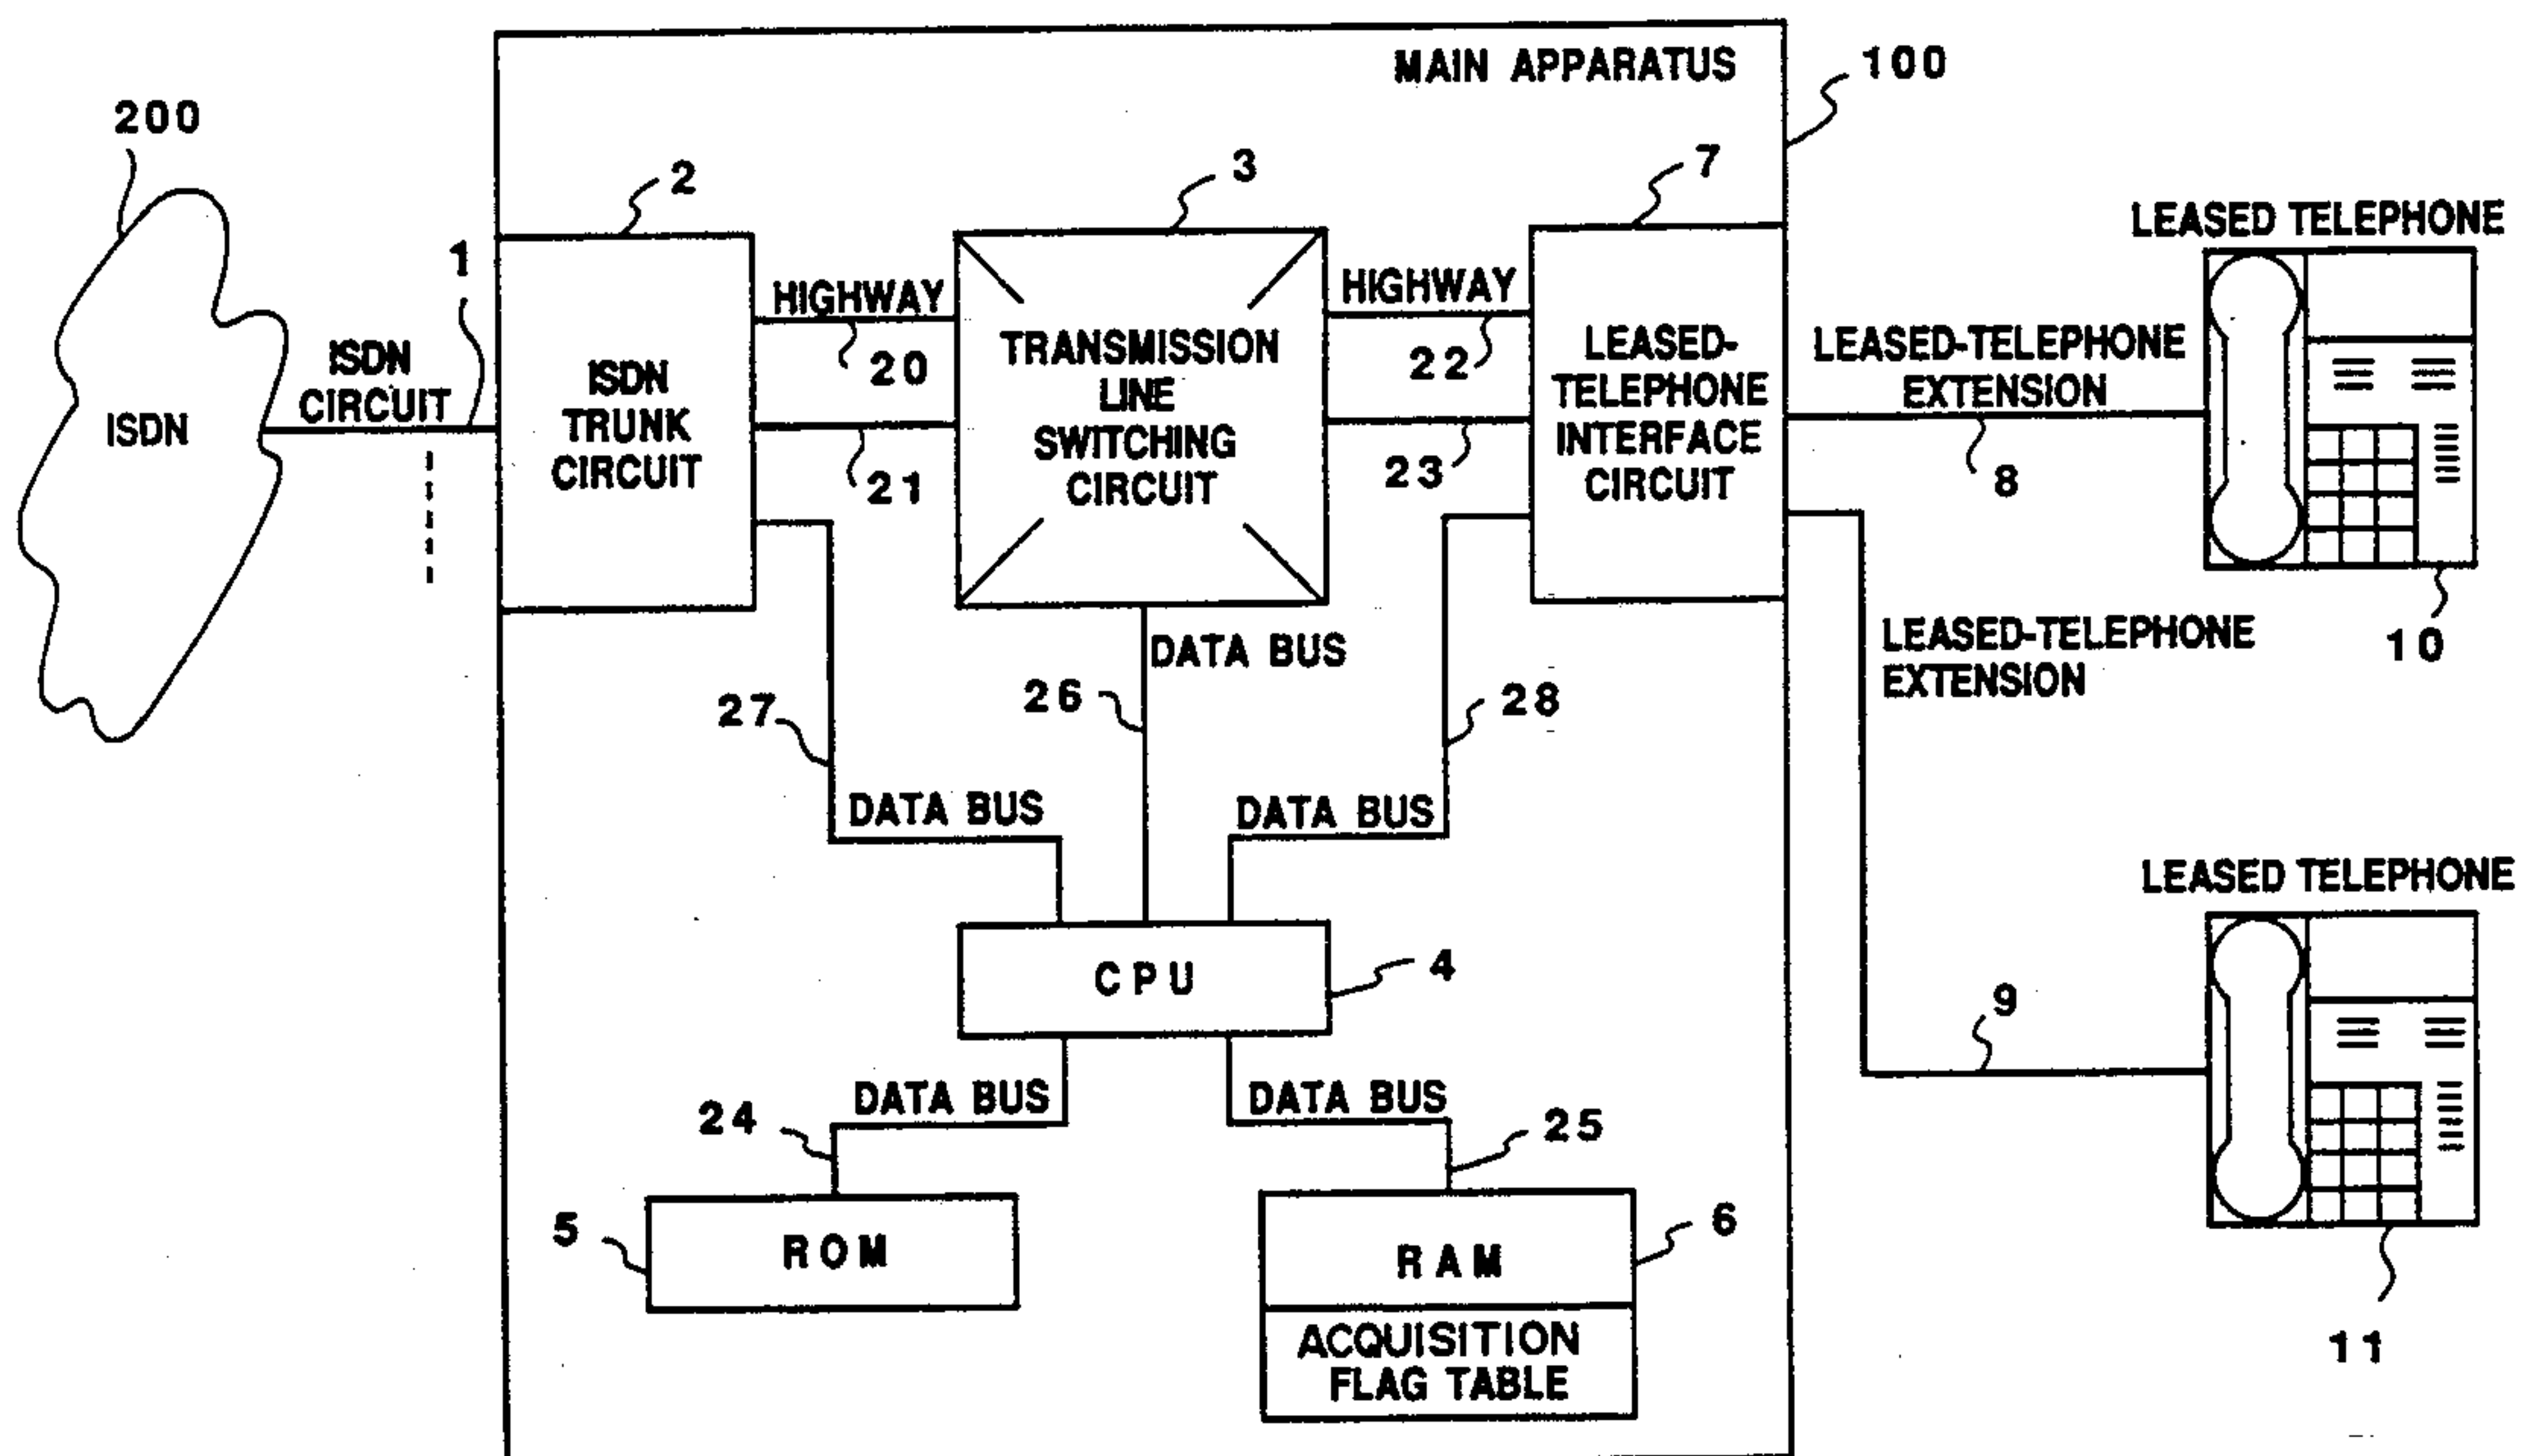 MAIN APPARATUS
100
200
2
3
7
LEASED TELEPHONE
1
HIGHWAY
HIGHWAY
ISDN
CIRCUIT
20
22
LEASED-TELEPHONE
EXTENSION
ISDN
ISDN
TRUNK
CIRCUIT
TRANSMISSION
LINE
SWITCHING
CIRCUIT
LEASED-
TELEPHONE
INTERFACE
CIRCUIT
21
23
8
10
DATA BUS
LEASED-TELEPHONE
EXTENSION
27
26
28
DATA BUS
DATA BUS
LEASED TELEPHONE
CPU
4
9
DATA BUS
DATA BUS
24
25
5
ROM
6
RAM
ACQUISITION
FLAG TABLE
11